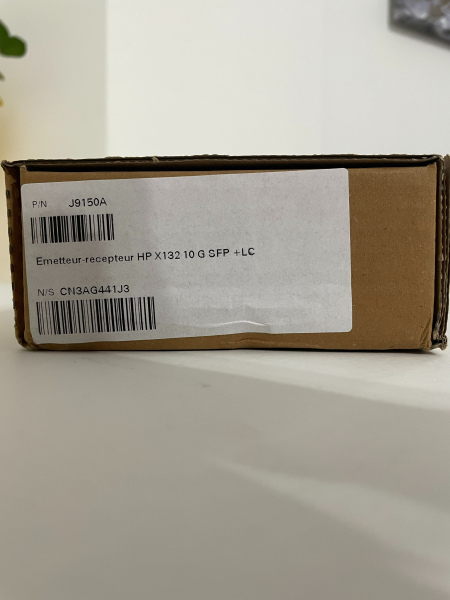 P/N J9150A
Emetteur-recepteur HP X132 10 G SFP +LC
N/S CN3AG441J3